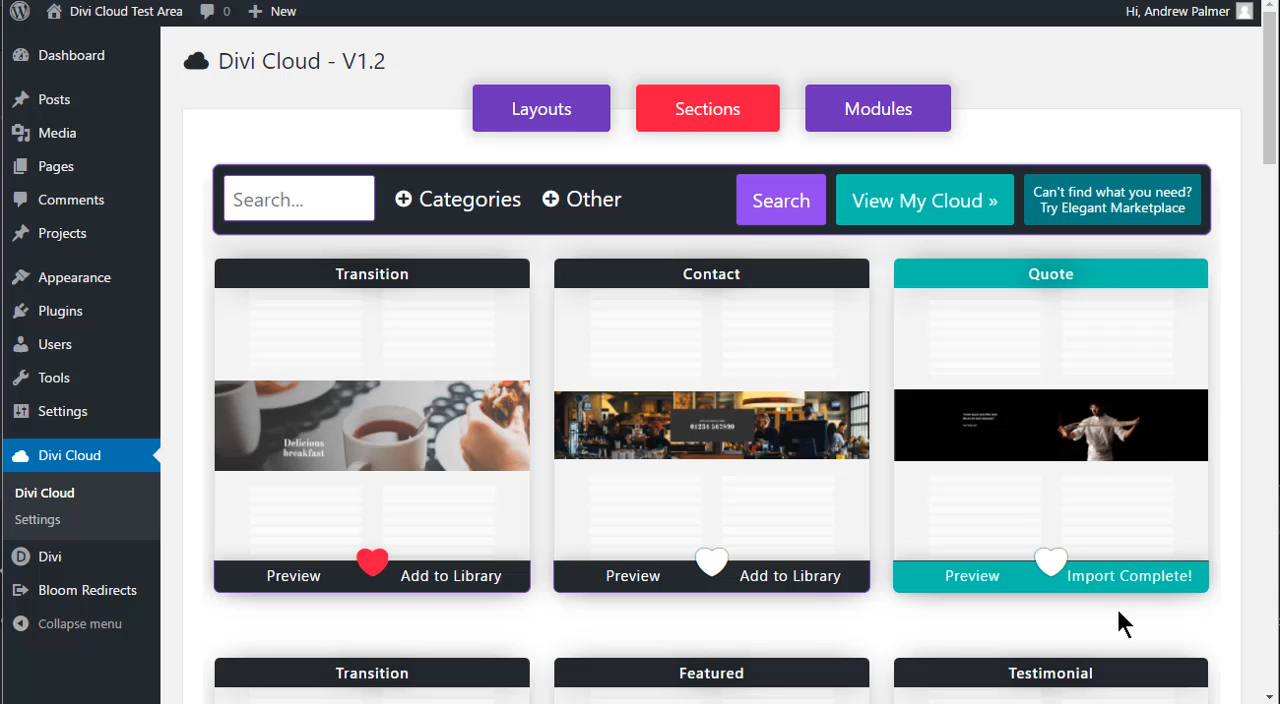 Divi Cloud Test Area
0
New
Hi, Andrew Palmer
Dashboard
Posts
Media
Pages
Comments
Projects
Appearance
Plugins
Users
Tools
Settings
Divi Cloud
Divi Cloud
Settings
D Divi
Bloom Redirects
Collapse menu
Divi Cloud - V1.2
Layouts
Sections
Modules
Search...
Categories
Other
Search
View My Cloud »
Can't find what you need?
Try Elegant Marketplace
Transition
Delicious
breakfast
Preview
Add to Library
Contact
01234 567890
Preview
Add to Library
Quote
Preview
Import Complete!
Transition
Featured
Testimonial